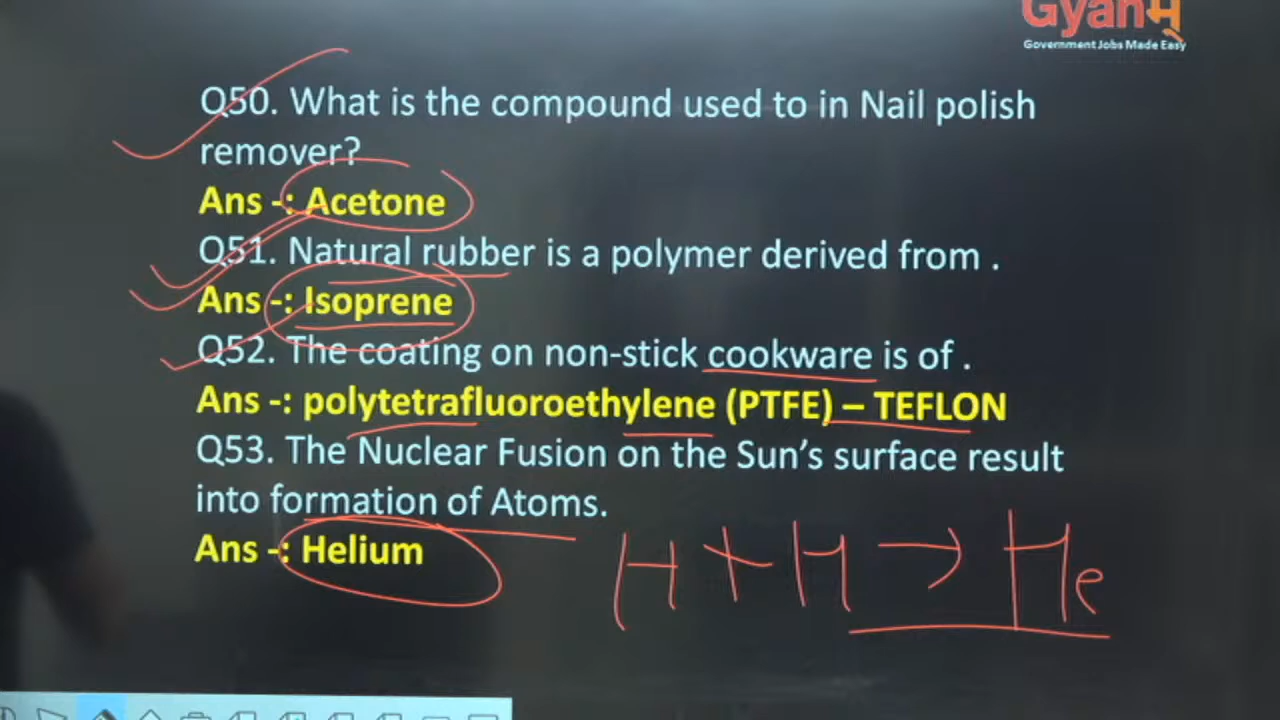 Gyanम्
Government Jobs Made Easy
Q50. What is the compound used to in Nail polish
remover?
Ans -: Acetone
Q51. Natural rubber is a polymer derived from .
Ans -: Isoprene
Q52. The coating on non-stick cookware is of .
Ans -: polytetrafluoroethylene (PTFE) – TEFLON
Q53. The Nuclear Fusion on the Sun’s surface result
into formation of Atoms.
Ans -: Helium
H + H → He